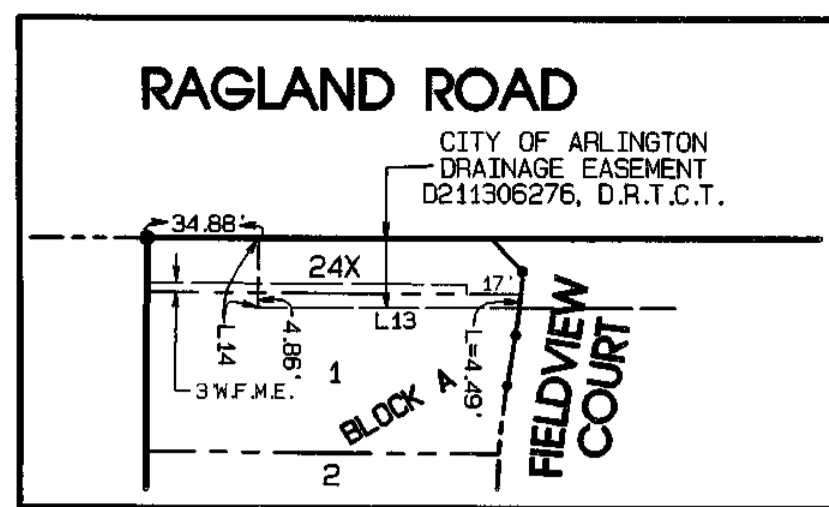 RAGLAND ROAD
CITY OF ARLINGTON
DRAINAGE EASEMENT
D211306276, D.R.T.C.T.
34.88'
24X
17'
L13
L14
4.86'
L=4.49'
3'W.F.M.E.
1
BLOCK A
2
FIELDVIEW
COURT